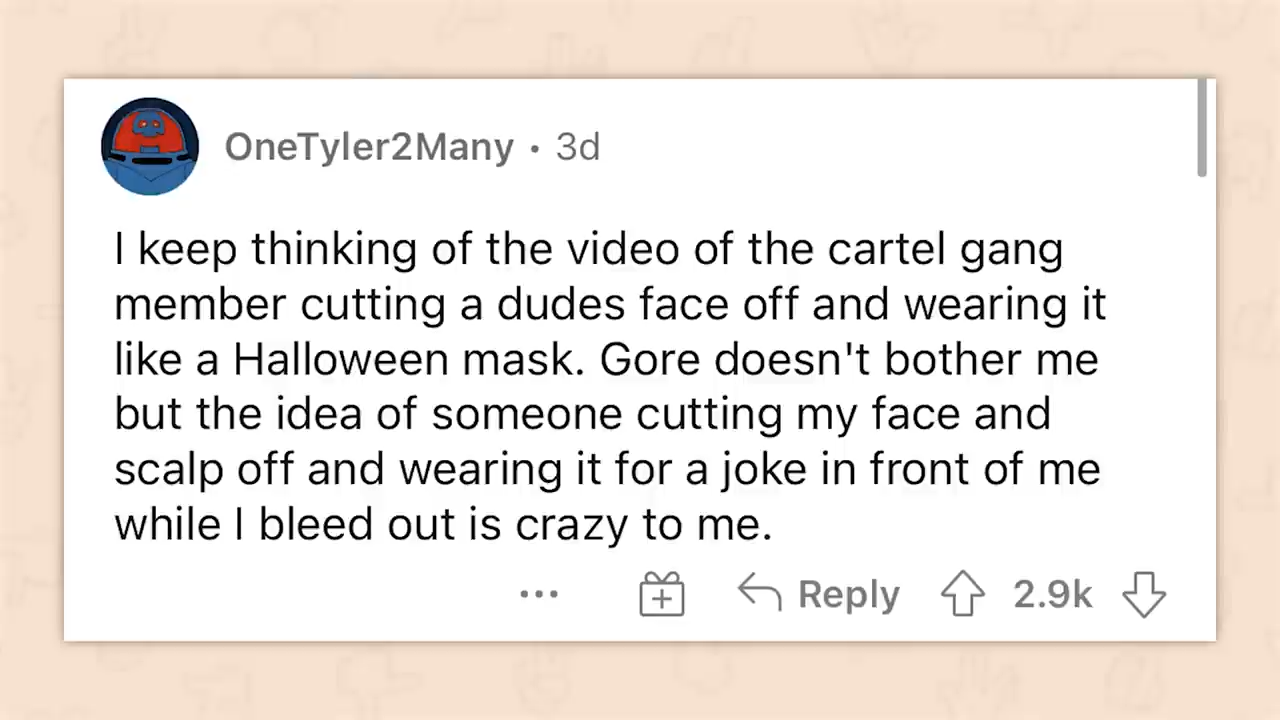 OneTyler2Many • 3d
I keep thinking of the video of the cartel gang
member cutting a dudes face off and wearing it
like a Halloween mask. Gore doesn't bother me
but the idea of someone cutting my face and
scalp off and wearing it for a joke in front of me
while I bleed out is crazy to me.
... Reply 2.9k